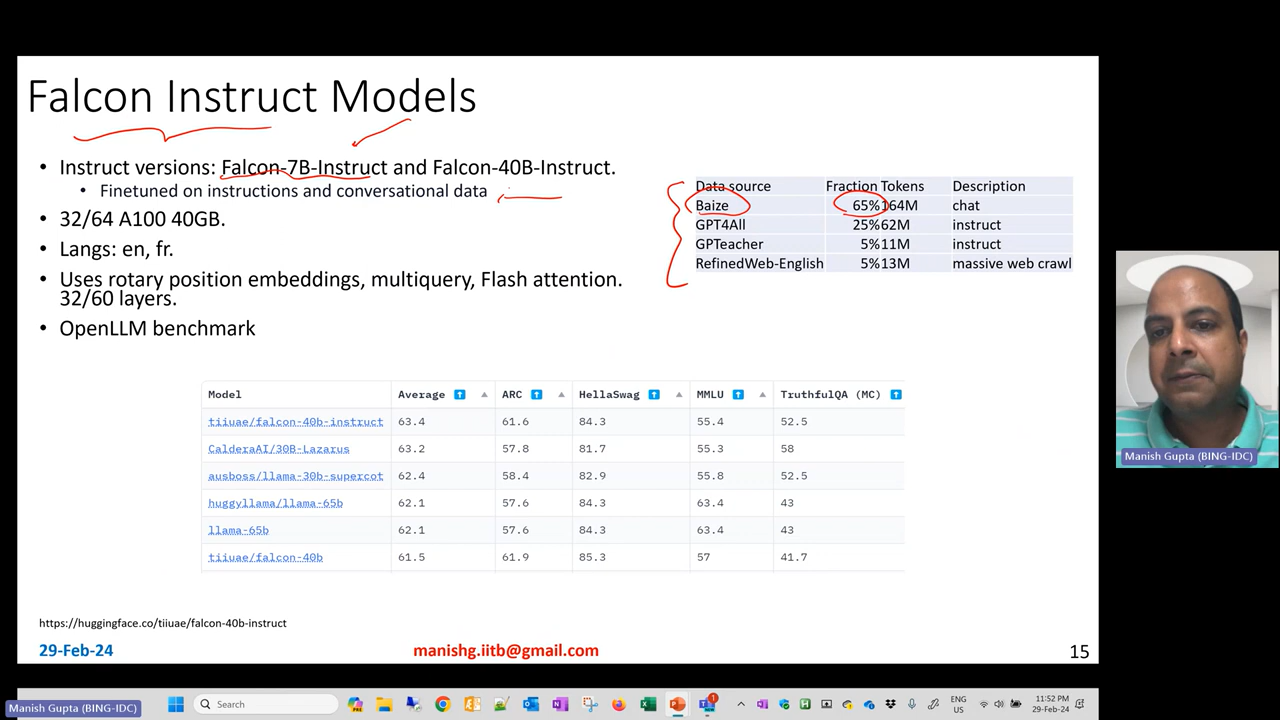 Falcon Instruct Models
• Instruct versions: Falcon-7B-Instruct and Falcon-40B-Instruct.
• Finetuned on instructions and conversational data
• 32/64 A100 40GB.
• Langs: en, fr.
• Uses rotary position embeddings, multiquery, Flash attention.
32/60 layers.
• OpenLLM benchmark
Data source Fraction Tokens Description
Baize 65% 164M chat
GPT4All 25% 62M instruct
GPTeacher 5% 11M instruct
RefinedWeb-English 5% 13M massive web crawl
Model Average ARC HellaSwag MMLU TruthfulQA (MC)
tiiuae/falcon-40b-instruct 63.4 61.6 84.3 55.4 52.5
CalderaAI/30B-Lazarus 63.2 57.8 81.7 55.3 58
ausboss/llama-30b-supercot 62.4 58.4 82.9 55.8 52.5
huggyllama/llama-65b 62.1 57.6 84.3 63.4 43
llama-65b 62.1 57.6 84.3 63.4 43
tiiuae/falcon-40b 61.5 61.9 85.3 57 41.7
https://huggingface.co/tiiuae/falcon-40b-instruct
29-Feb-24 manishg.iitb@gmail.com 15
Manish Gupta (BING-IDC)
Manish Gupta (BING-IDC)
Search
1
ENG
US
11:52 PM
29-Feb-24